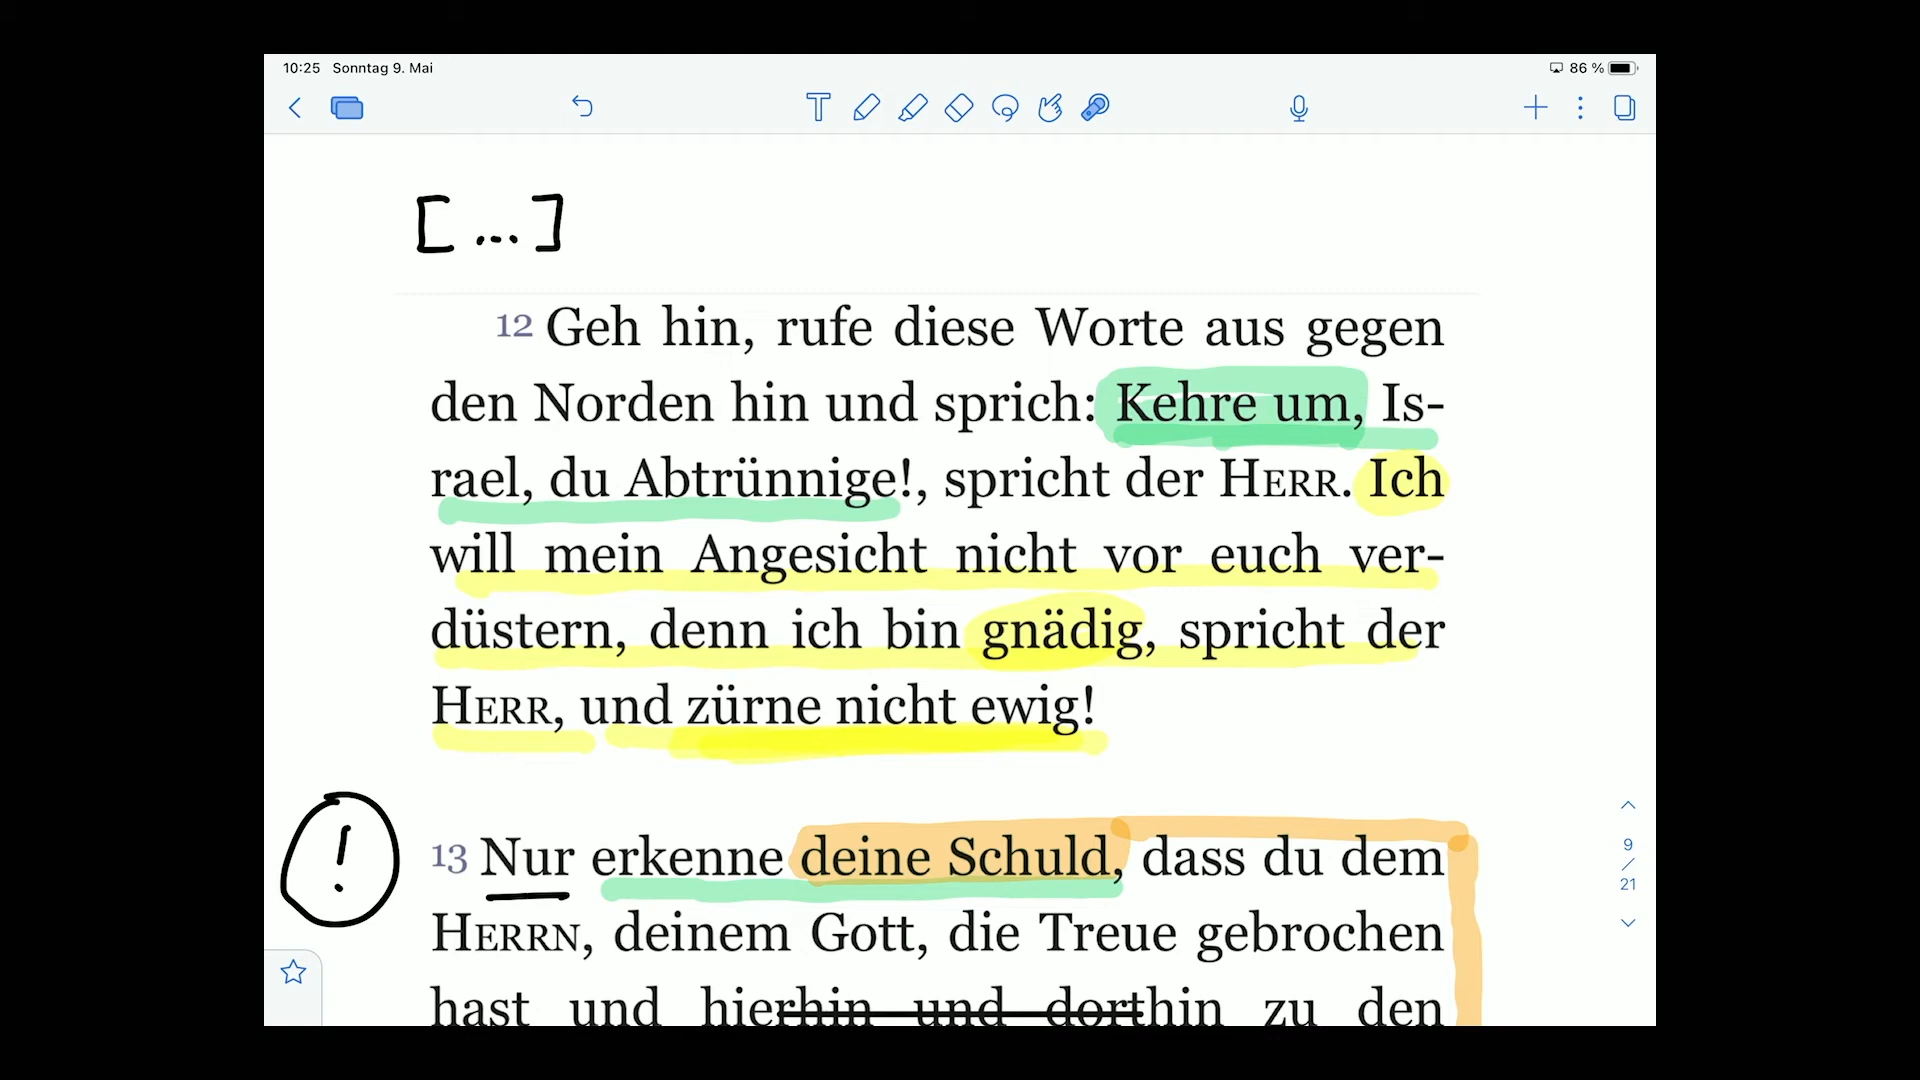 10:25 Sonntag 9. Mai
86 %
[...]
12 Geh hin, rufe diese Worte aus gegen
den Norden hin und sprich: Kehre um, Is-
rael, du Abtrünnige!, spricht der HERR. Ich
will mein Angesicht nicht vor euch ver-
düstern, denn ich bin gnädig, spricht der
HERR, und zürne nicht ewig!
!
13 Nur erkenne deine Schuld, dass du dem
HERRN, deinem Gott, die Treue gebrochen
hast und hierhin und dorthin zu den
9
/
21